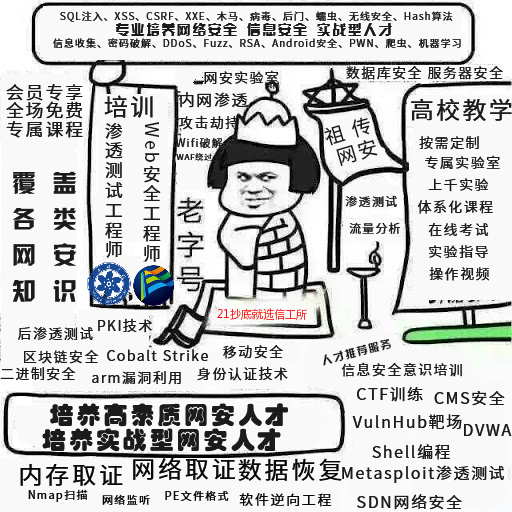 SQL注入、XSS、CSRF、XXE、木马、病毒、后门、蠕虫、无线安全、Hash算法
专业培养网络安全 信息安全 实战型人才
信息收集、密码破解、DDoS、Fuzz、RSA、Android安全、PWN、爬虫、机器学习
会员专享
全场免费
专属课程
覆盖
各类
网安
知识
培训
渗透测试工程师
Web安全工程师
网安实验室
内网渗透
攻击劫持
Wifi破解
WAF绕过
老字号
祖传
网安
渗透测试
流量分析
数据库安全 服务器安全
高校教学
按需定制
专属实验室
上千实验
体系化课程
在线考试
实验指导
操作视频
21抄底就选信工所
后渗透测试
PKI技术
区块链安全
Cobalt Strike
移动安全
二进制安全
arm漏洞利用
身份认证技术
人才推荐服务
信息安全意识培训
CTF训练
CMS安全
VulnHub靶场
DVWA
Shell编程
培养高素质网安人才
培养实战型网安人才
内存取证
网络取证
数据恢复
Metasploit渗透测试
Nmap扫描
网络监听
PE文件格式
软件逆向工程
SDN网络安全